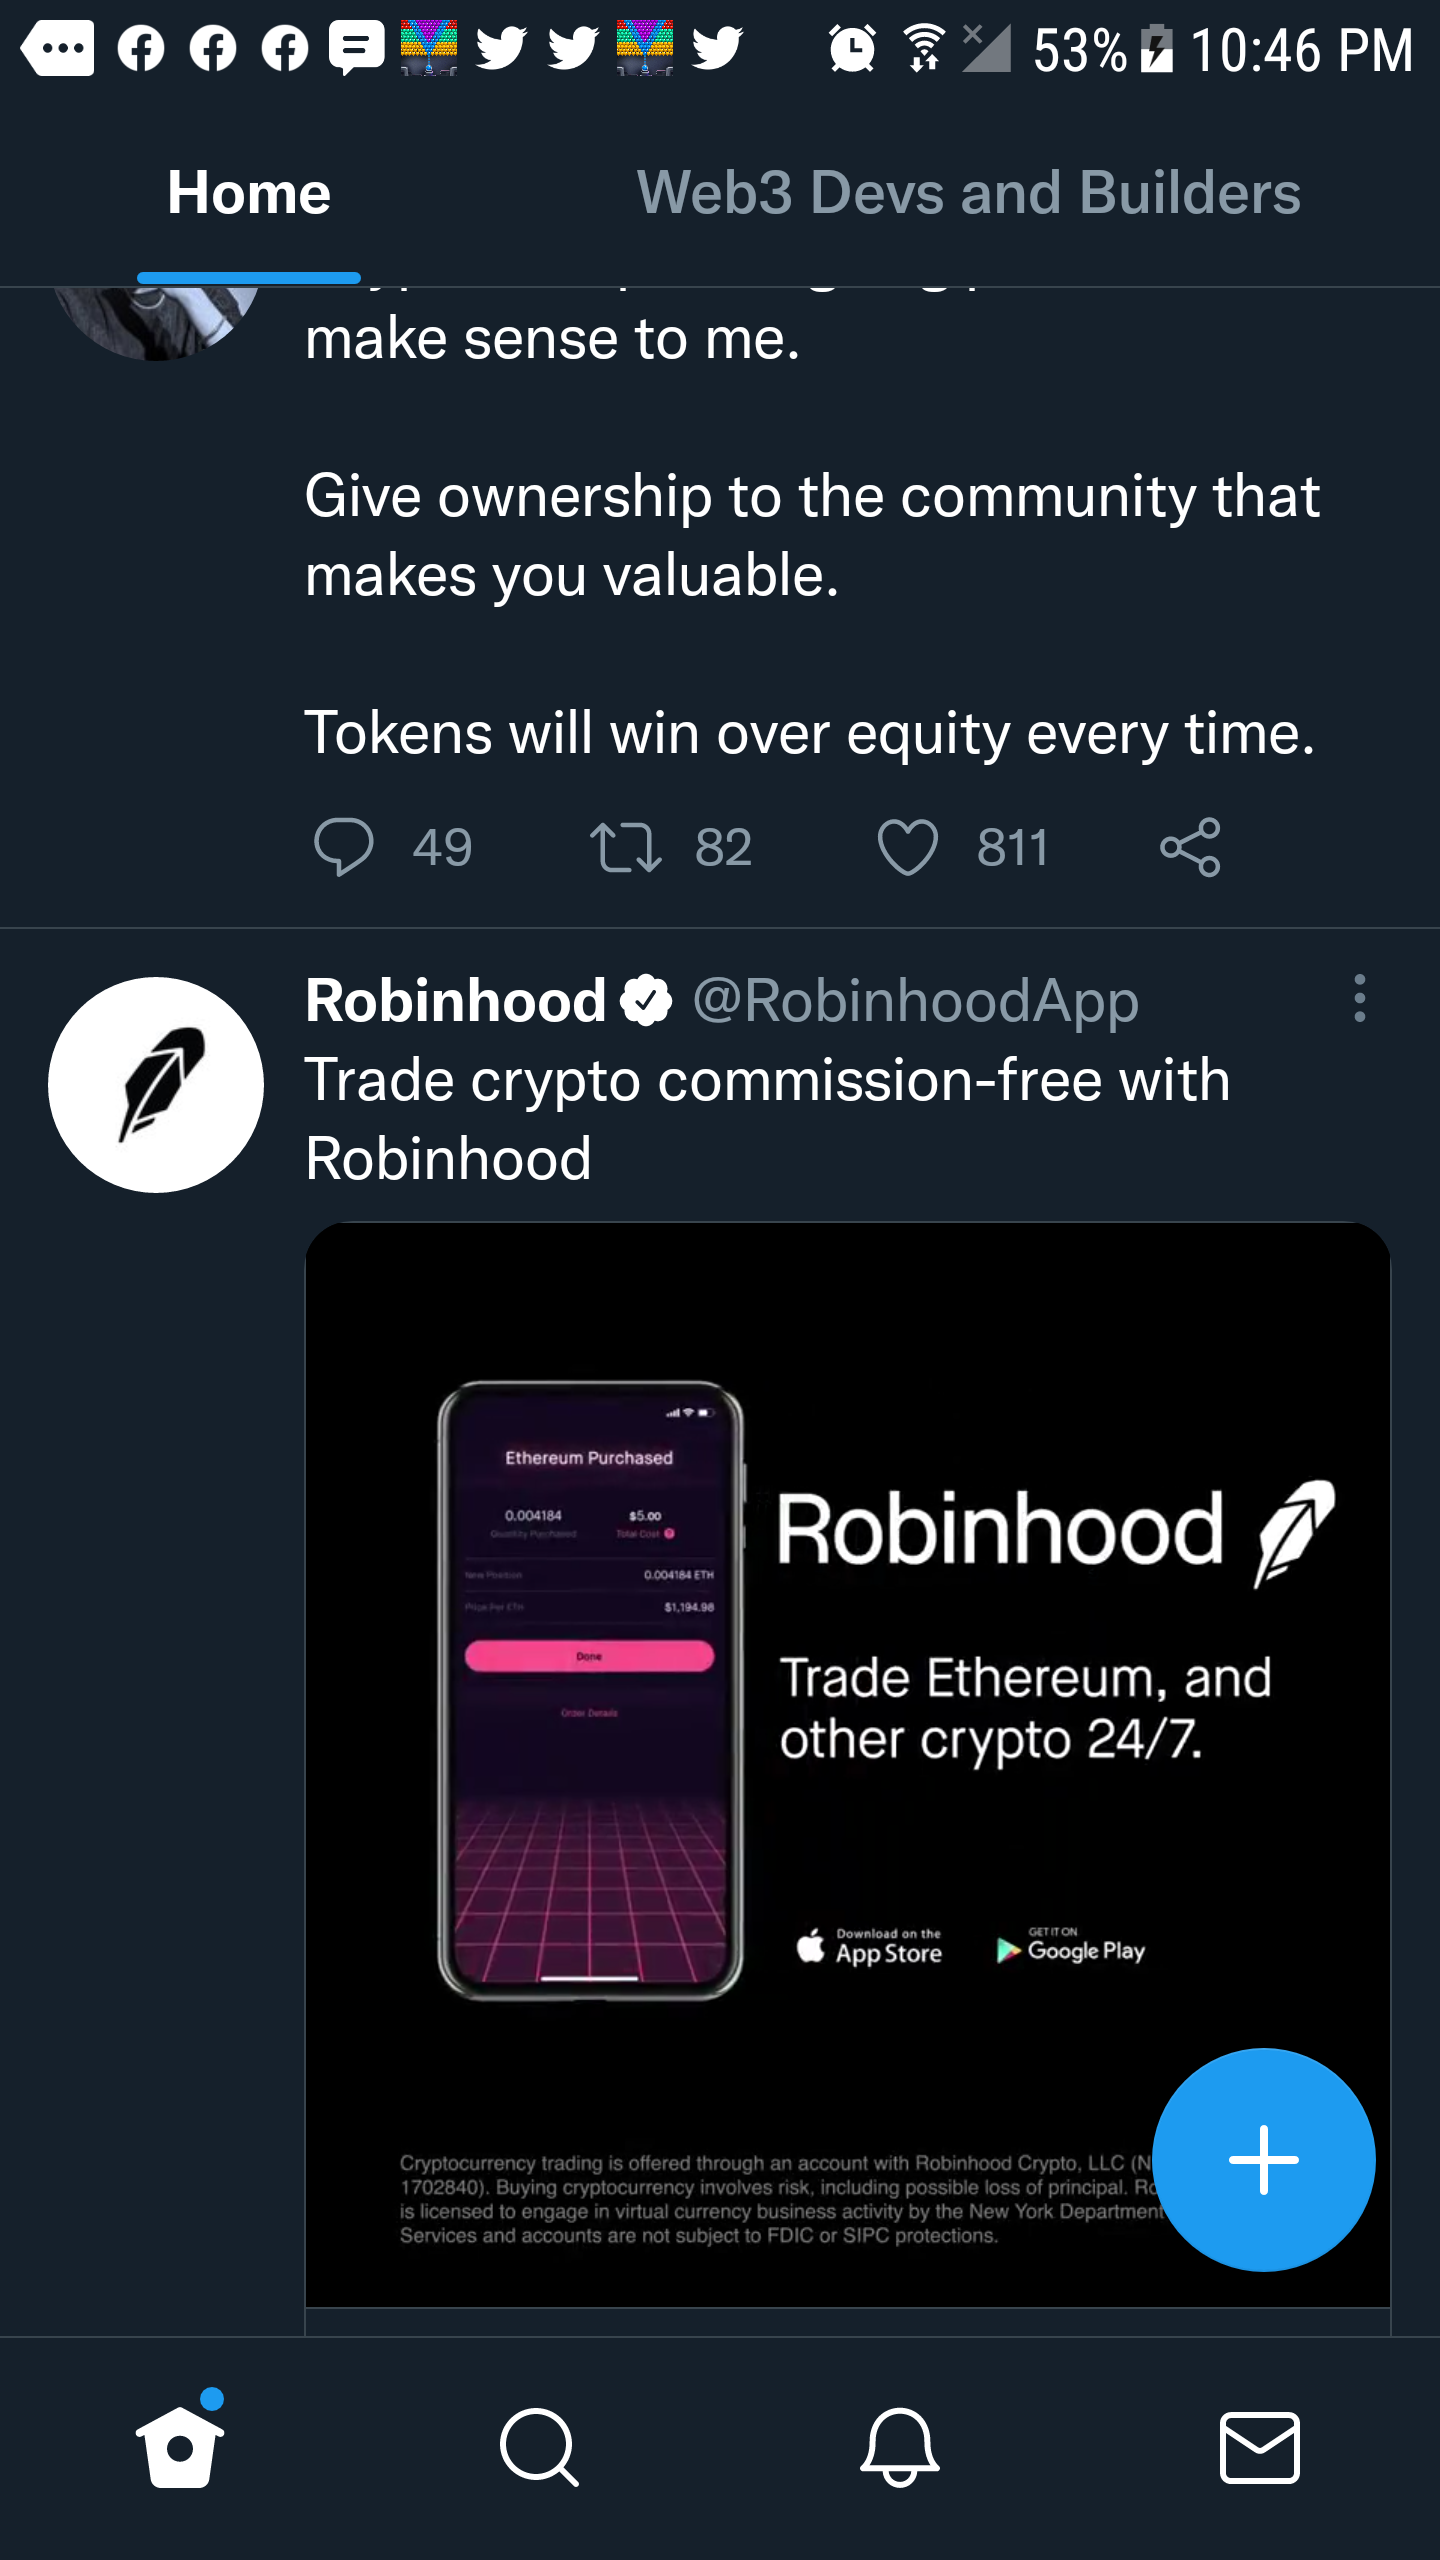 53% 10:46 PM
Home Web3 Devs and Builders
make sense to me.
Give ownership to the community that
makes you valuable.
Tokens will win over equity every time.
49 82 811
Robinhood @RobinhoodApp
Trade crypto commission-free with
Robinhood
Ethereum Purchased
0.004184 $5.00
Quantity Purchased Total Cost
New Position 0.004184 ETH
Price Per ETH $1,194.98
Done
Order Details
Robinhood
Trade Ethereum, and
other crypto 24/7.
Download on the
App Store
GET IT ON
Google Play
Cryptocurrency trading is offered through an account with Robinhood Crypto, LLC (N
1702840). Buying cryptocurrency involves risk, including possible loss of principal. Ro
is licensed to engage in virtual currency business activity by the New York Department
Services and accounts are not subject to FDIC or SIPC protections.